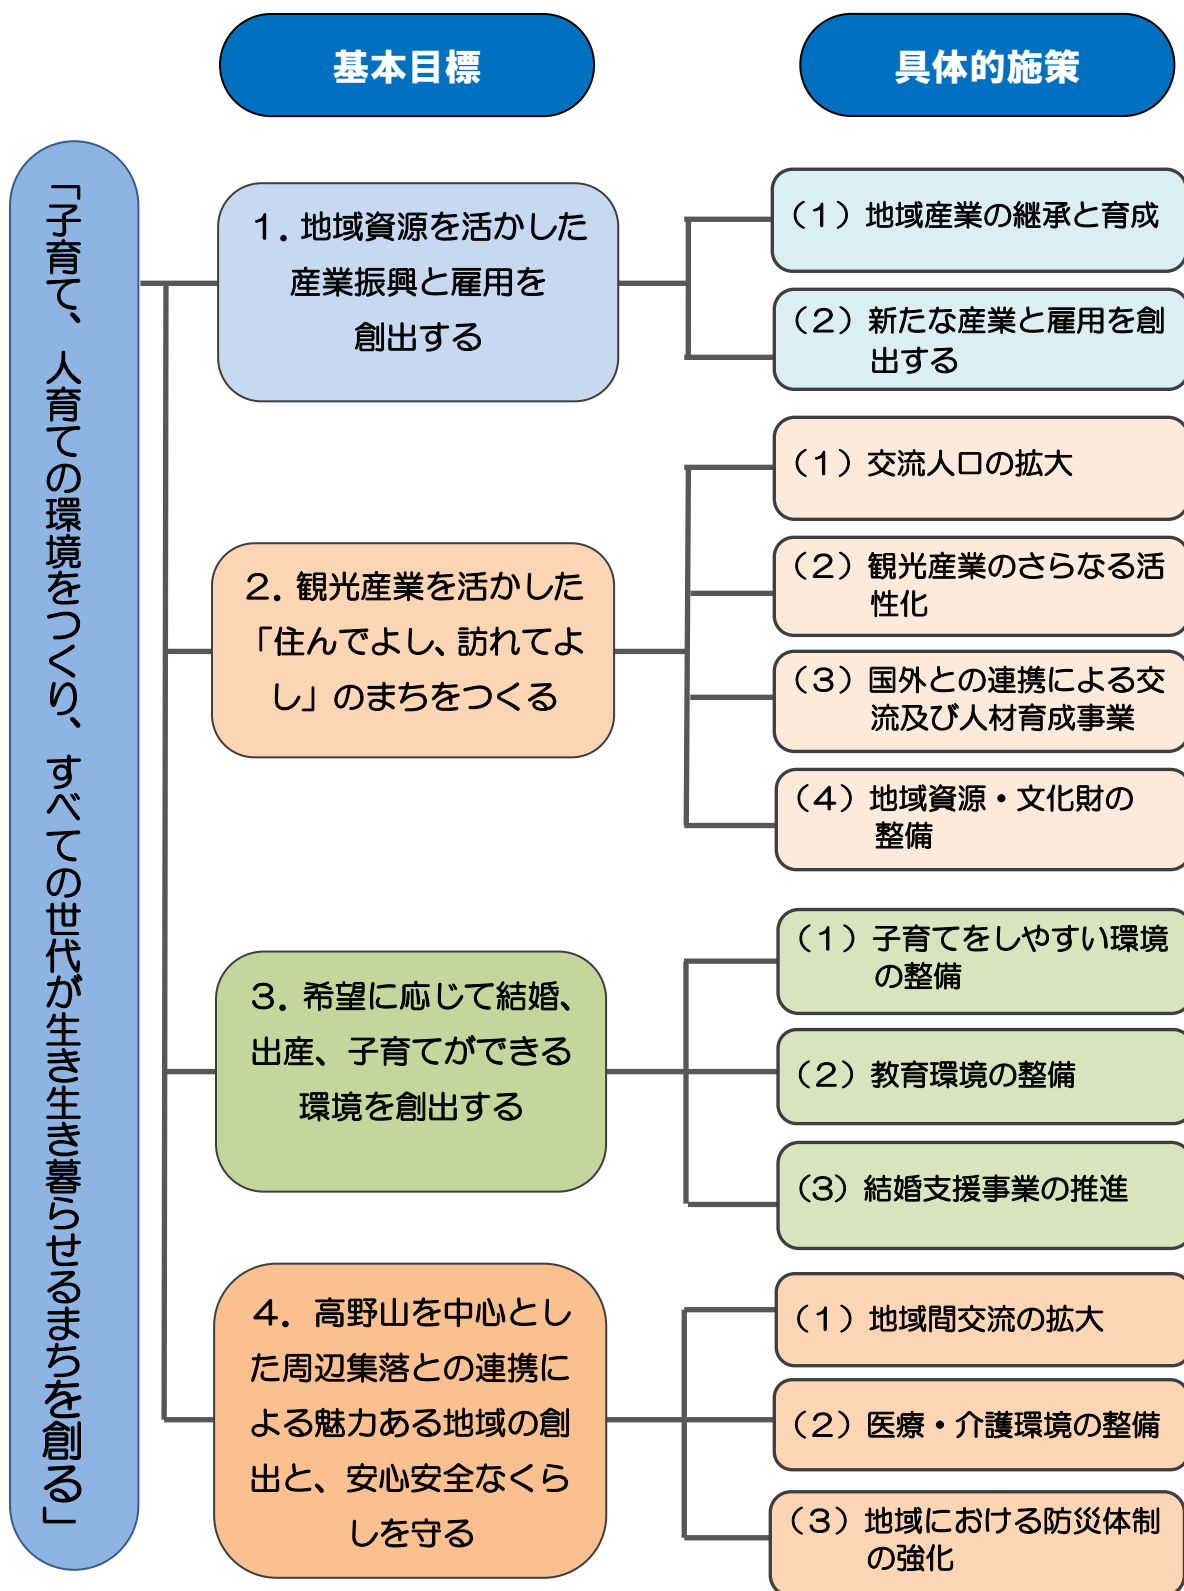 基本目標
具体的施策
「子育て、人育ての環境をつくり、すべての世代が生き生き暮らせるまちを創る」
１．地域資源を活かした
産業振興と雇用を
創出する
（１）地域産業の継承と育成
（２）新たな産業と雇用を創
出する
２．観光産業を活かした
「住んでよし、訪れてよ
し」のまちをつくる
（１）交流人口の拡大
（２）観光産業のさらなる活
性化
（３）国外との連携による交
流及び人材育成事業
（４）地域資源・文化財の
整備
３．希望に応じて結婚、
出産、子育てができる
環境を創出する
（１）子育てをしやすい環境
の整備
（２）教育環境の整備
（３）結婚支援事業の推進
４．高野山を中心とし
た周辺集落との連携に
よる魅力ある地域の創
出と、安心安全なくら
しを守る
（１）地域間交流の拡大
（２）医療・介護環境の整備
（３）地域における防災体制
の強化